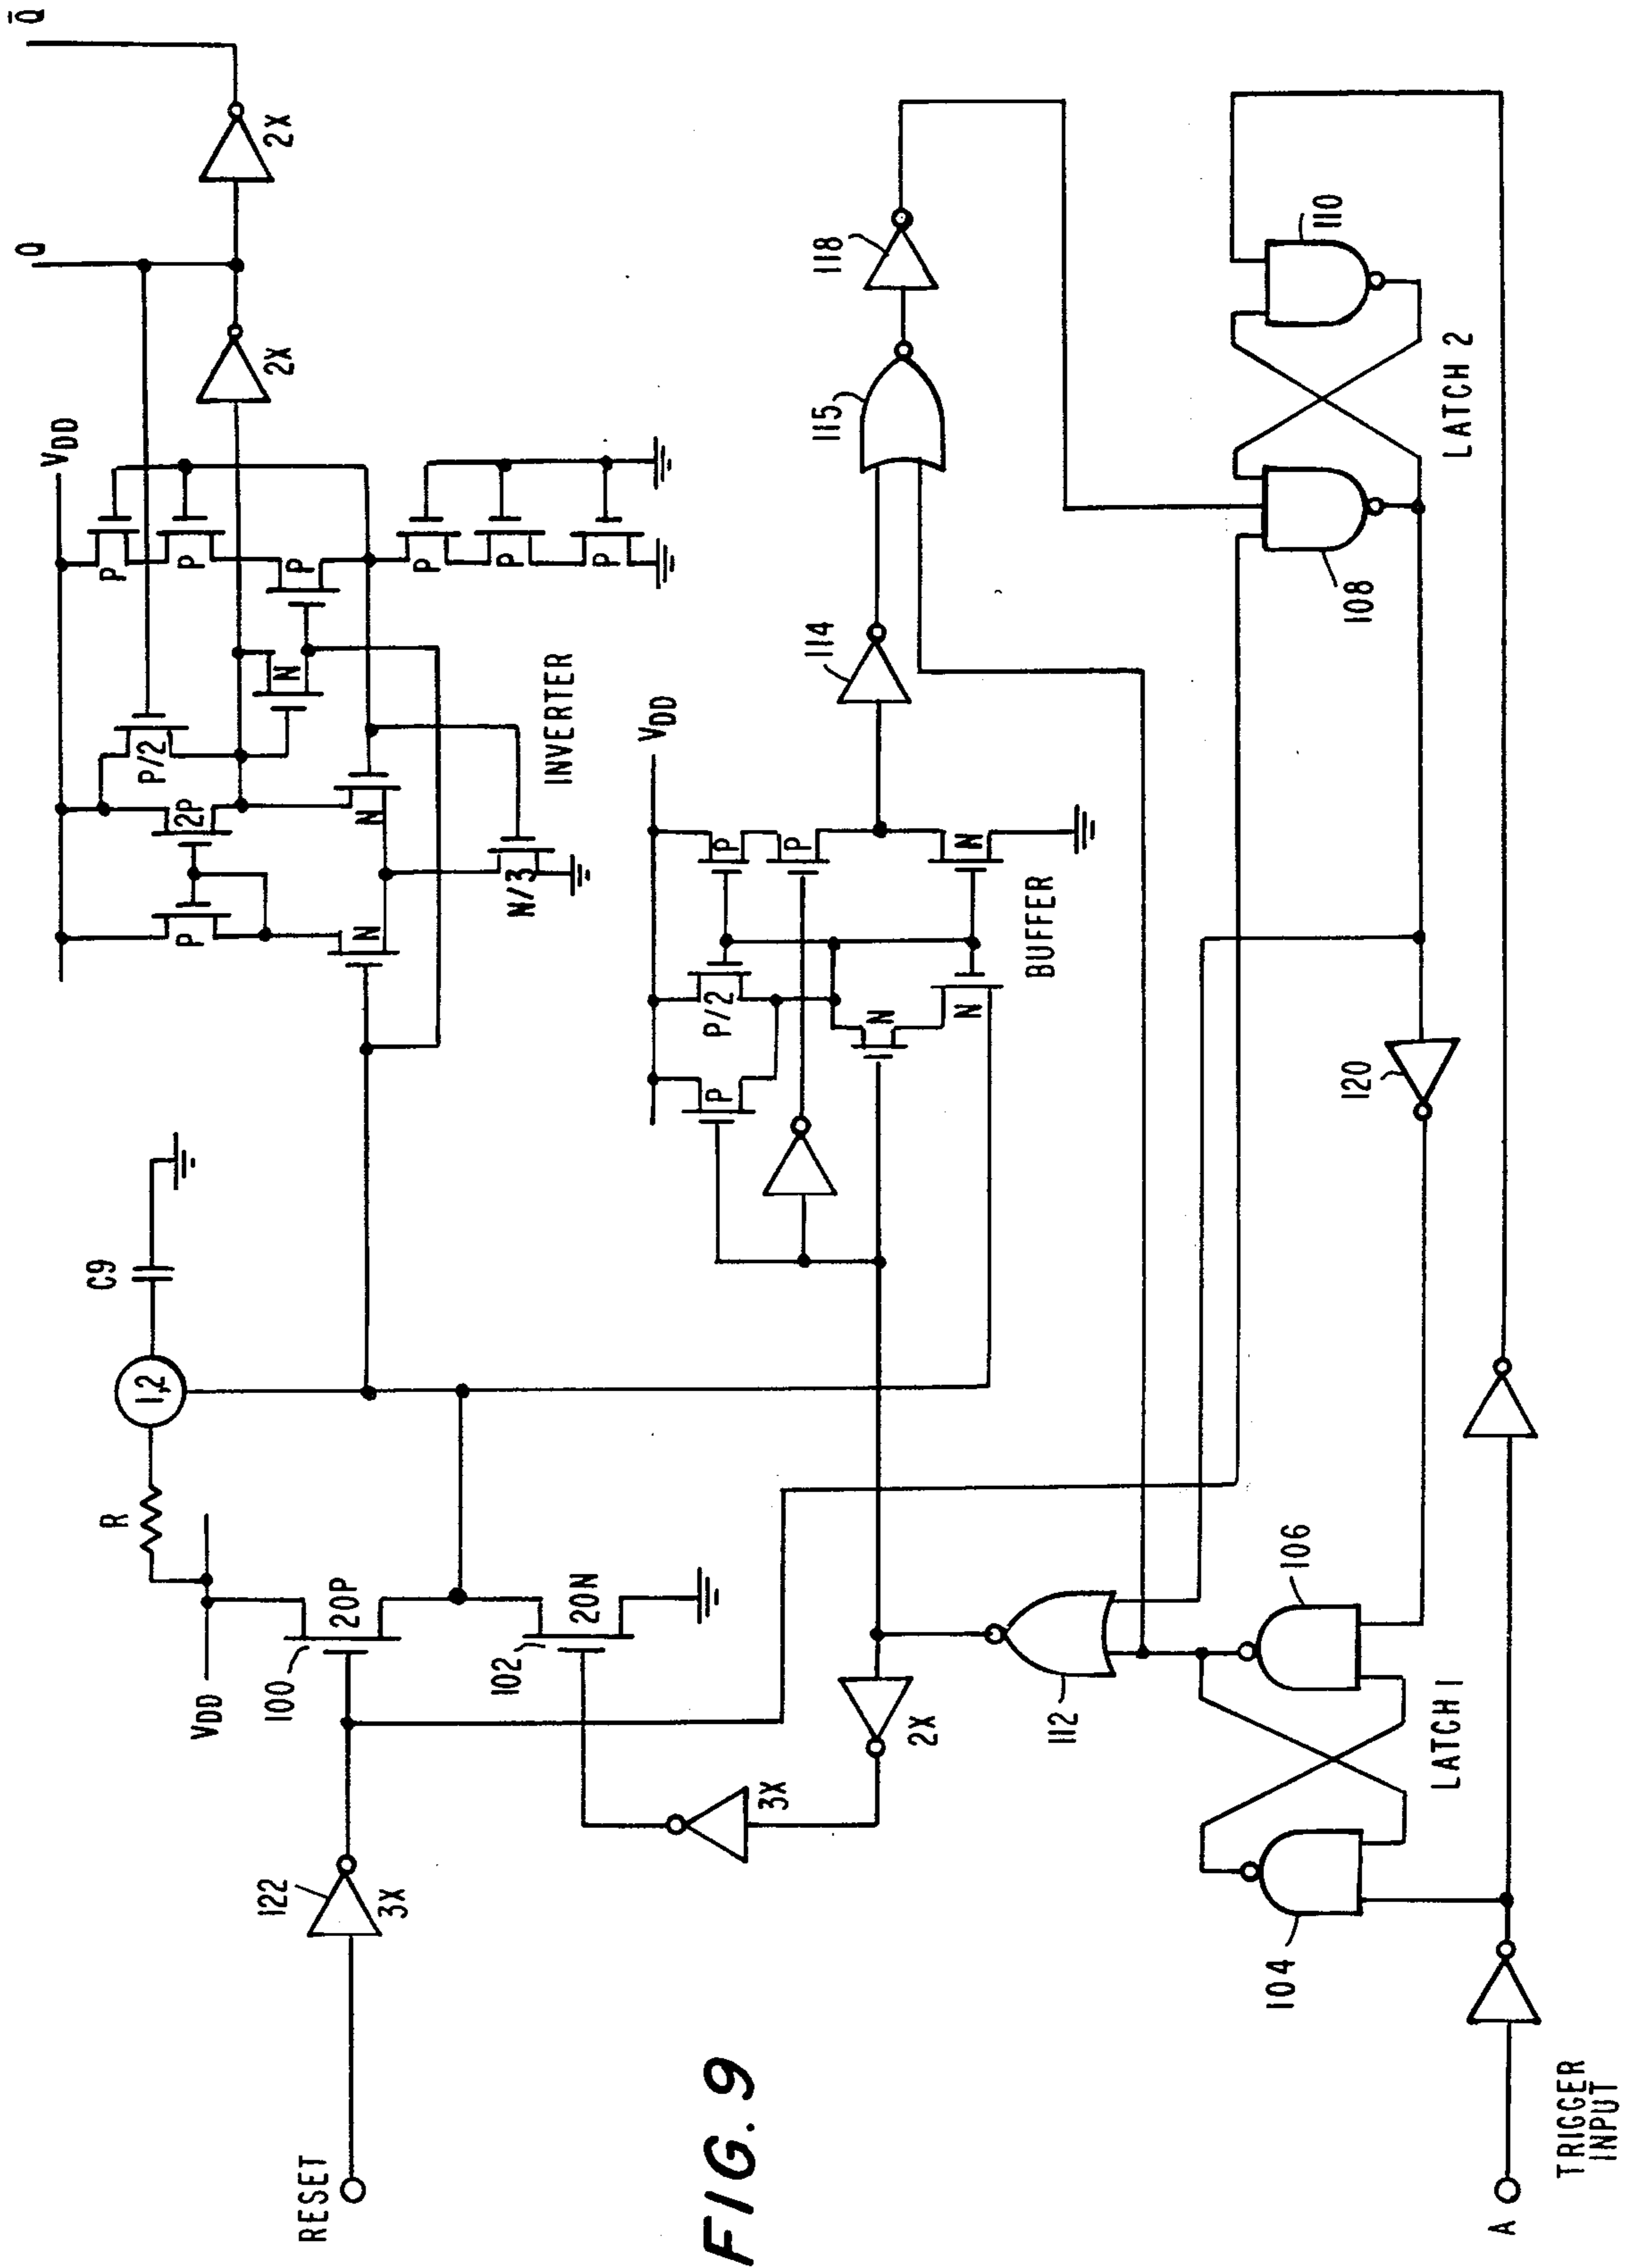 RESET
122
3X
VDD
100
20P
102
20N
R
1,2
C9
3X
2X
P
2P
P/2
N
N
N/3
N
P
P
P
P
P
P
VDD
INVERTER
2X
2X
Q
Q̄
VDD
P
P/2
P
P
N
N
N
BUFFER
114
115
118
112
104
106
LATCH 1
120
108
110
LATCH 2
A
TRIGGER
INPUT
FIG. 9